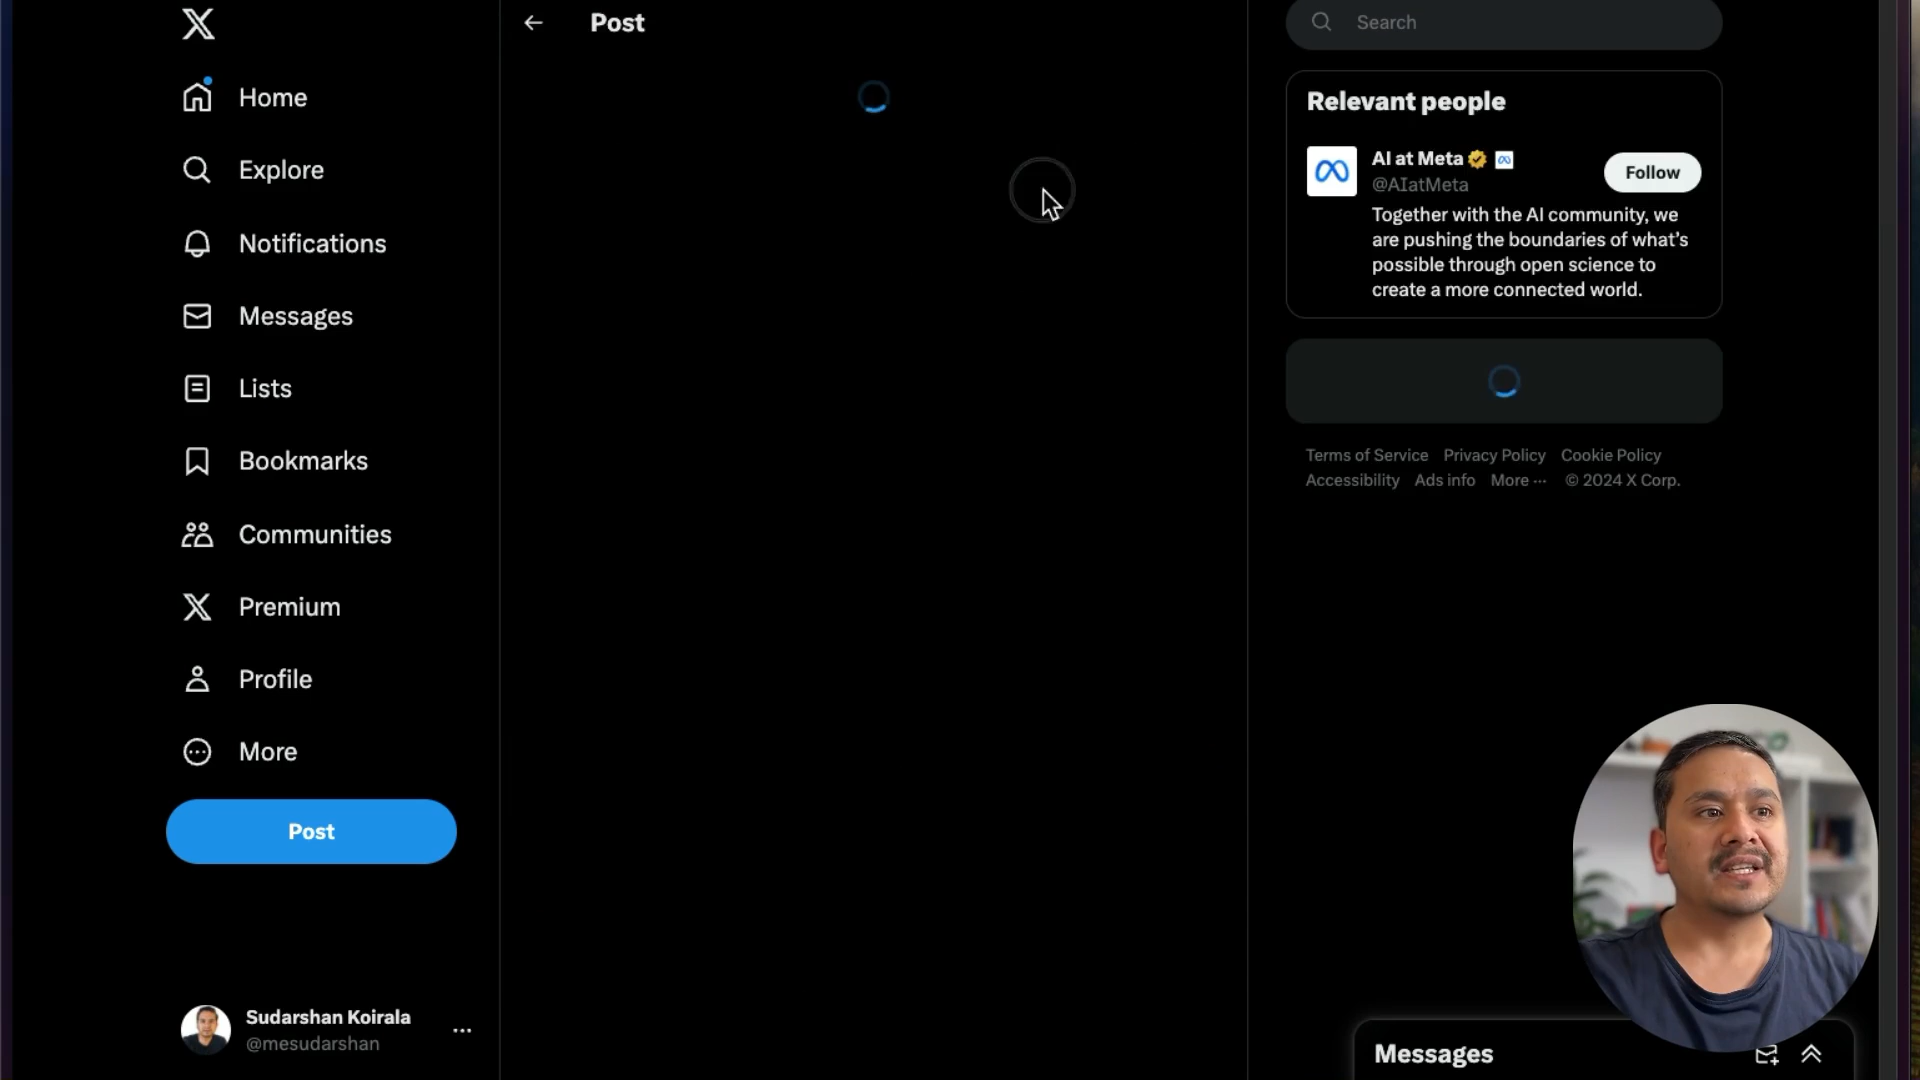 Home
Explore
Notifications
Messages
Lists
Bookmarks
Communities
Premium
Profile
More
Post
Sudarshan Koirala
@mesudarshan
Post
Search
Relevant people
AI at Meta
@AIatMeta
Follow
Together with the AI community, we
are pushing the boundaries of what's
possible through open science to
create a more connected world.
Terms of Service Privacy Policy Cookie Policy
Accessibility Ads info More ··· © 2024 X Corp.
Messages